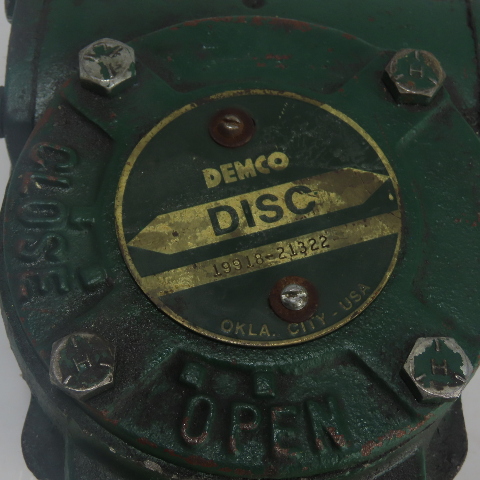 DEMCO
DISC
19918-21322
OKLA. CITY - USA
CLOSE
OPEN
H
H
H
H